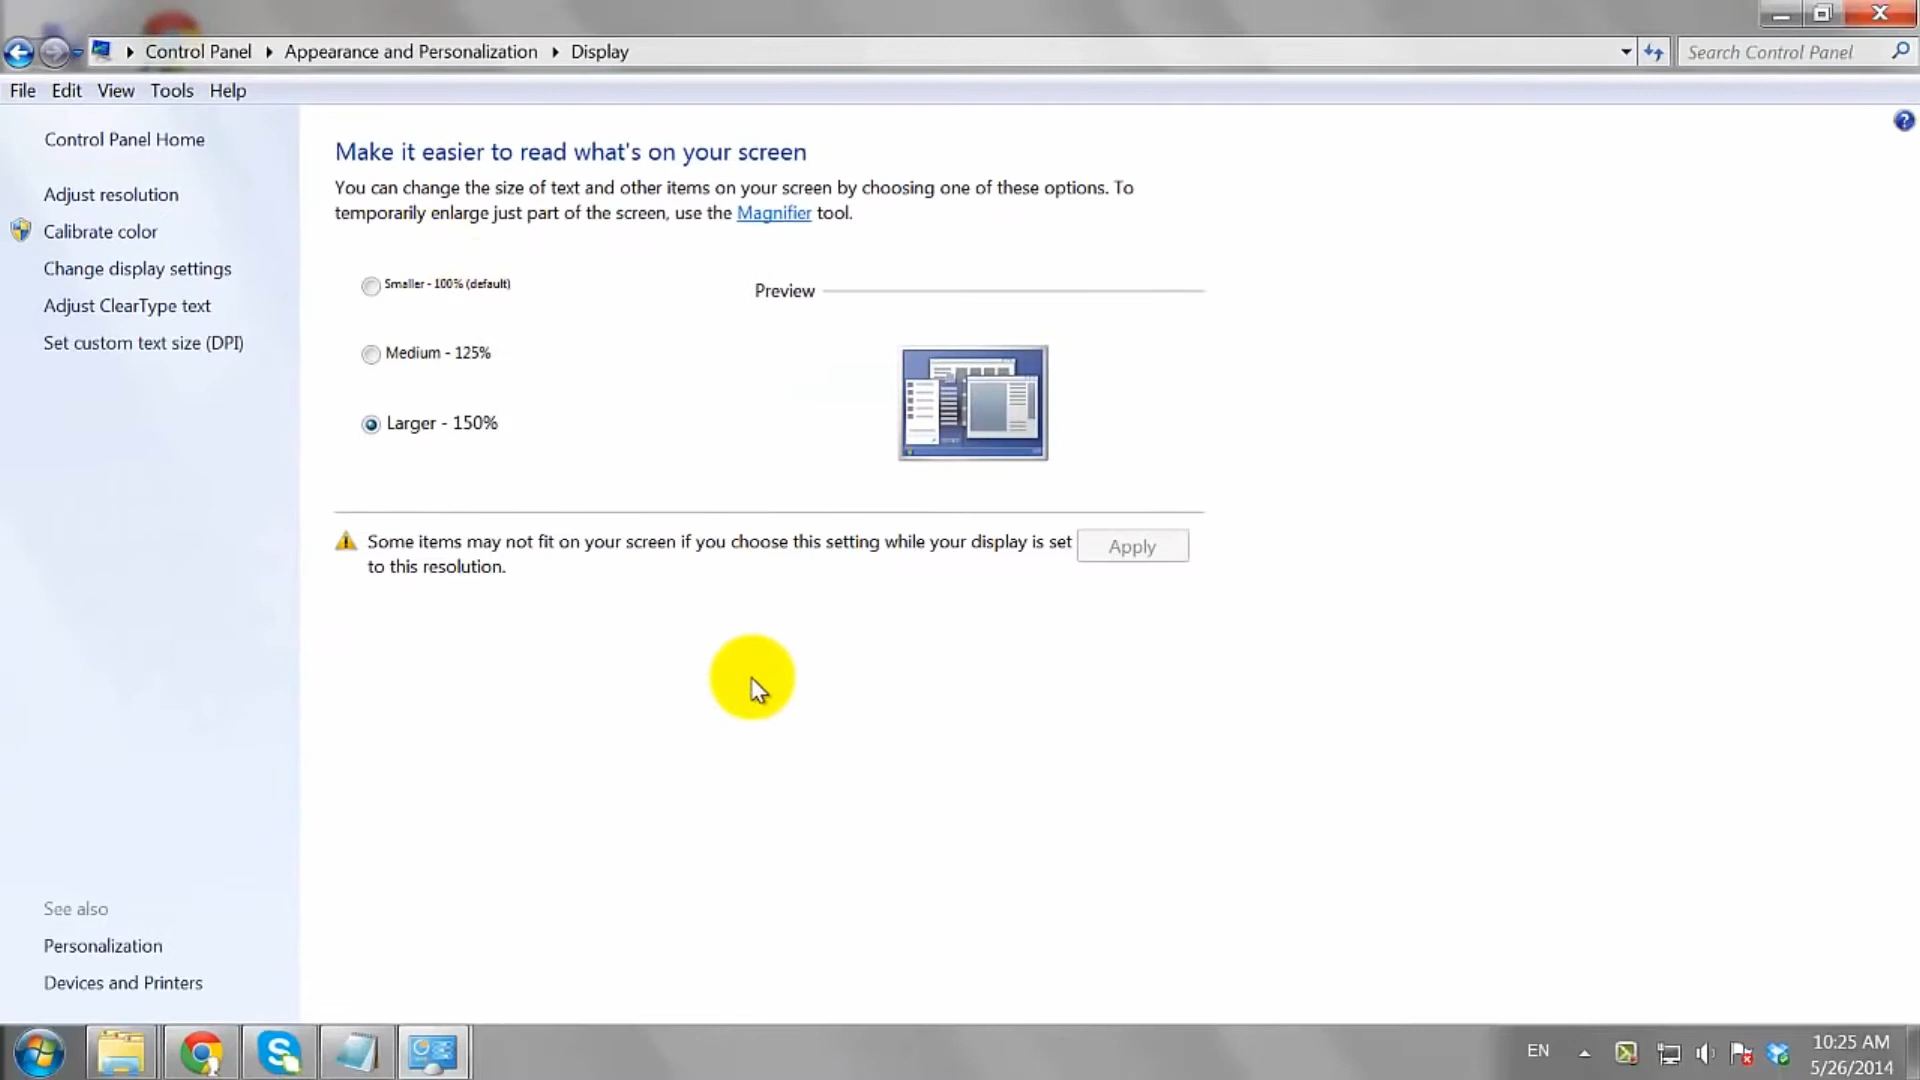 Control Panel Appearance and Personalization Display
Search Control Panel
File Edit View Tools Help
Control Panel Home
Adjust resolution
Calibrate color
Change display settings
Adjust ClearType text
Set custom text size (DPI)
See also
Personalization
Devices and Printers
Make it easier to read what's on your screen
You can change the size of text and other items on your screen by choosing one of these options. To
temporarily enlarge just part of the screen, use the Magnifier tool.
Smaller - 100% (default)
Medium - 125%
Larger - 150%
Preview
Some items may not fit on your screen if you choose this setting while your display is set
to this resolution.
Apply
EN
10:25 AM
5/26/2014